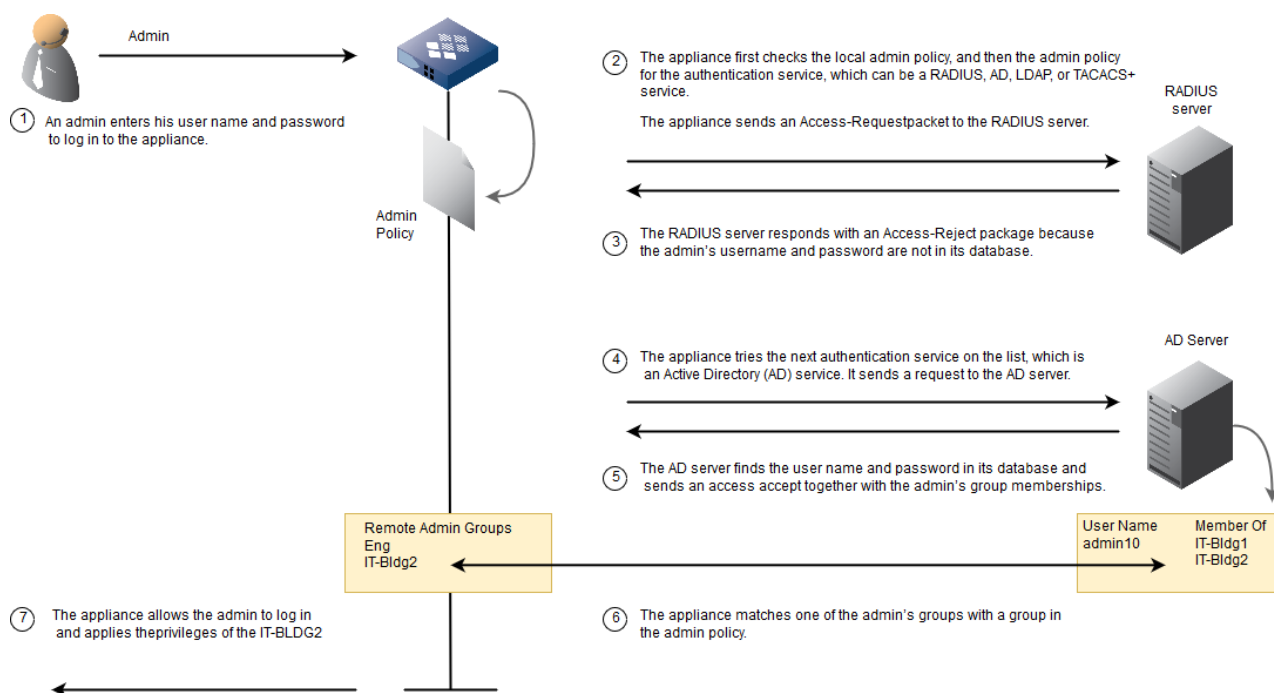 Admin
1
An admin enters his user name and password
to log in to the appliance.
Admin
Policy
2
The appliance first checks the local admin policy, and then the admin policy
for the authentication service, which can be a RADIUS, AD, LDAP, or TACACS+
service.
The appliance sends an Access-Requestpacket to the RADIUS server.
RADIUS
server
3
The RADIUS server responds with an Access-Reject package because
the admin’s username and password are not in its database.
4
The appliance tries the next authentication service on the list, which is
an Active Directory (AD) service. It sends a request to the AD server.
AD Server
5
The AD server finds the user name and password in its database and
sends an access accept together with the admin’s group memberships.
Remote Admin Groups
Eng
IT-Bldg2
User Name
admin10
Member Of
IT-Bldg1
IT-Bldg2
6
The appliance matches one of the admin’s groups with a group in
the admin policy.
7
The appliance allows the admin to log in
and applies theprivileges of the IT-BLDG2